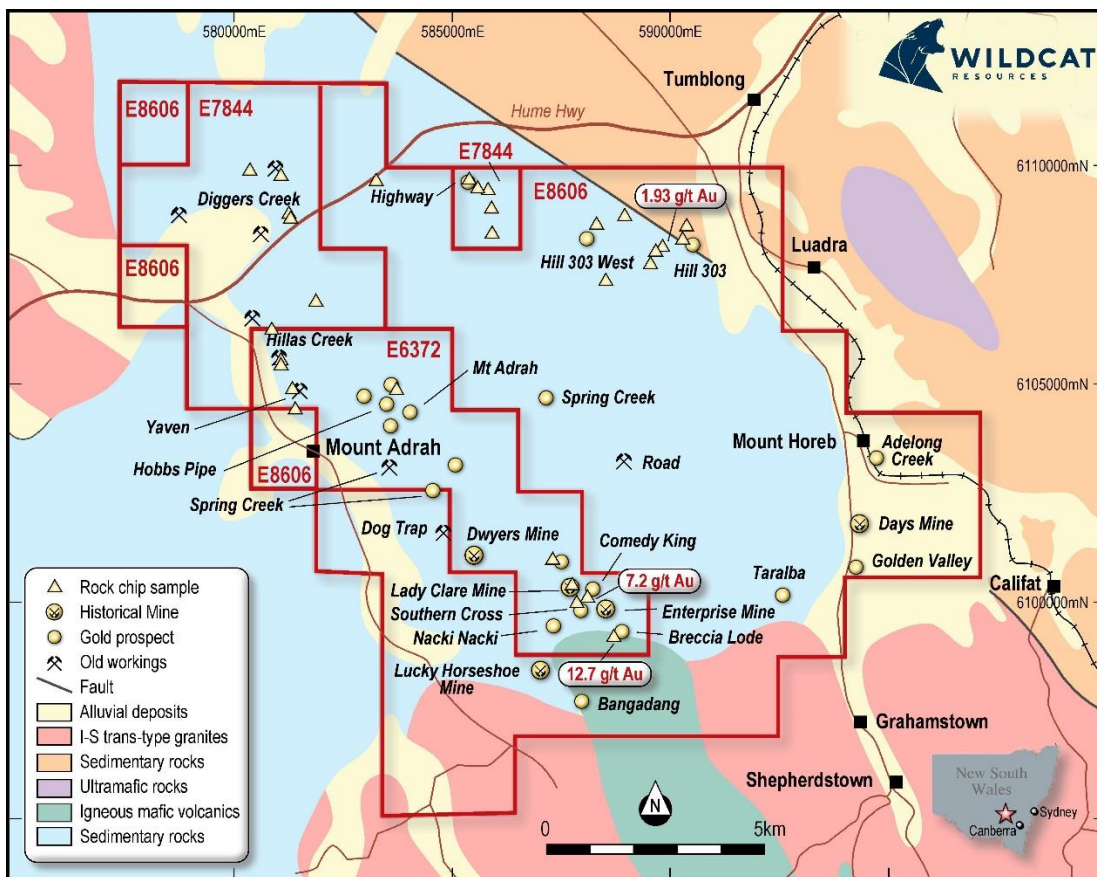 580000mE
585000mE
590000mE
WILDCAT
RESOURCES
Tumblong
E8606
E7844
Hume Hwy
E7844
6110000mN
Highway
E8606
1.93 g/t Au
Diggers Creek
Luadra
Hill 303 West
Hill 303
E8606
Hillas Creek
E6372
Mt Adrah
6105000mN
Spring Creek
Yaven
Mount Adrah
Mount Horeb
Adelong
Creek
Hobbs Pipe
E8606
Road
Spring Creek
Dog Trap
Dwyers Mine
Days Mine
Comedy King
Golden Valley
Lady Clare Mine
7.2 g/t Au
Taralba
Califat
Southern Cross
Enterprise Mine
6100000mN
Nacki Nacki
Breccia Lode
Lucky Horseshoe
Mine
12.7 g/t Au
Bangadang
Grahamstown
Shepherdstown
Rock chip sample
Historical Mine
Gold prospect
Old workings
Fault
Alluvial deposits
I-S trans-type granites
Sedimentary rocks
Ultramafic rocks
Igneous mafic volcanics
Sedimentary rocks
N
0
5km
New South
Wales
Sydney
Canberra